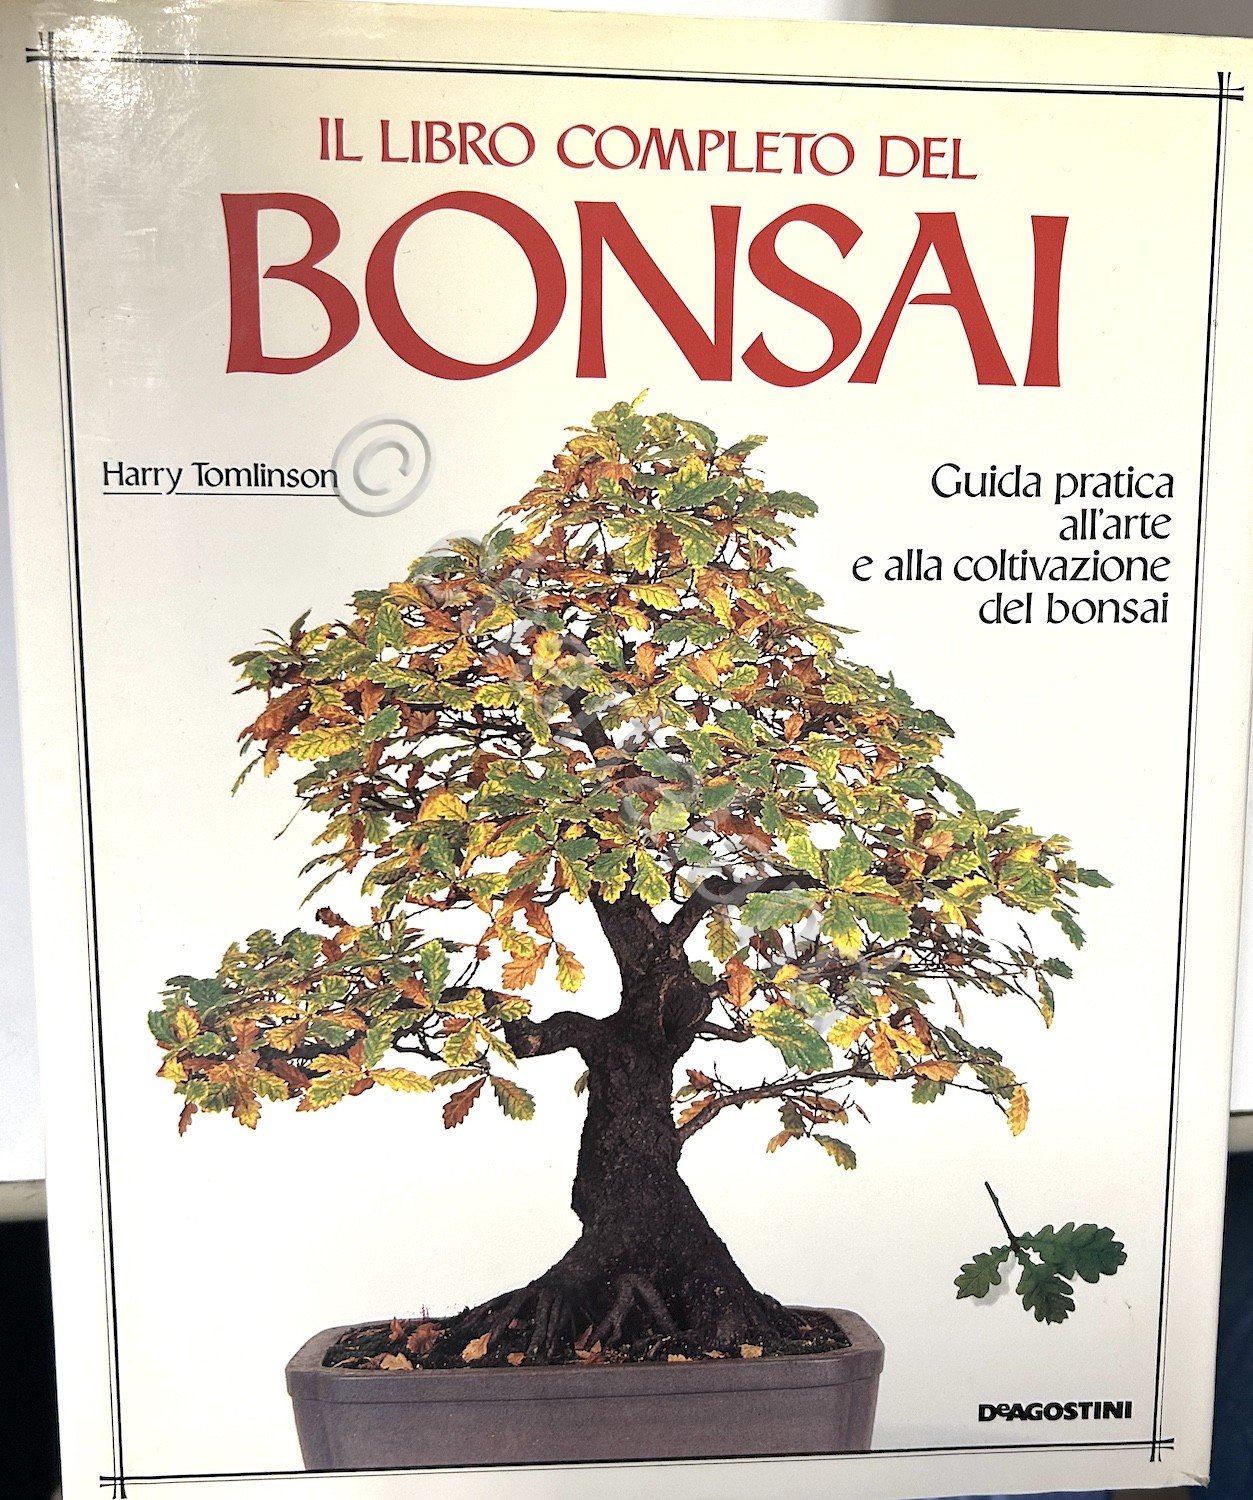 IL LIBRO COMPLETO DEL
BONSAI
Harry Tomlinson
©
Guida pratica
all'arte
e alla coltivazione
del bonsai
DeAGOSTINI